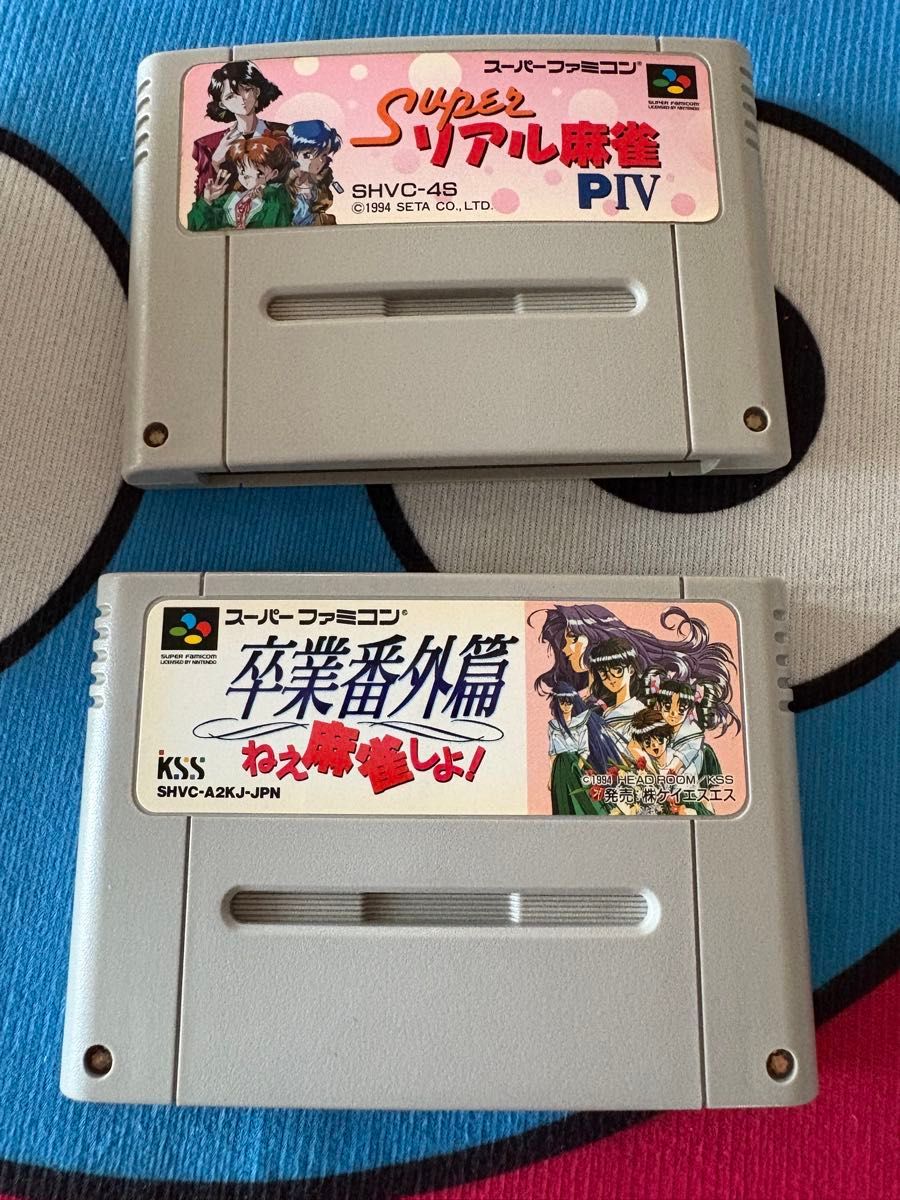 スーパーファミコン
SUPER FAMICOM
LICENSED BY NINTENDO
Super
リアル麻雀
PIV
SHVC-4S
©1994 SETA CO., LTD.
スーパーファミコン®
SUPER FAMICOM
LICENSED BY NINTENDO
卒業番外篇
ねぇ麻雀しよ!
KSS
SHVC-A2KJ-JPN
©1994 HEADROOM/KSS
発売:株ケイエスエス